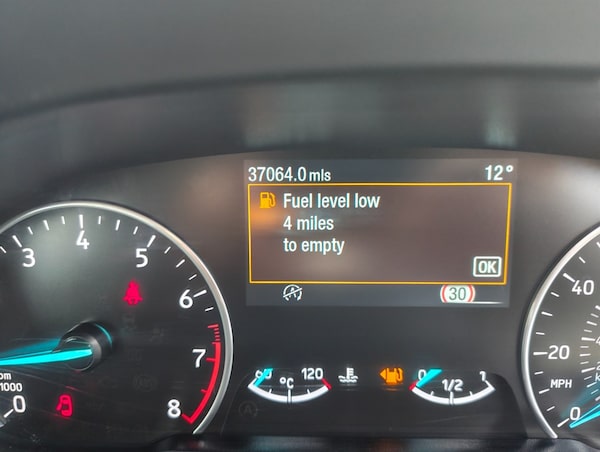 37064.0 mls 12°
Fuel level low
4 miles
to empty
OK
A
30
3 4 5 6 7 8
0
1000
120
°C
0 1/2 1
0 20 40
MPH